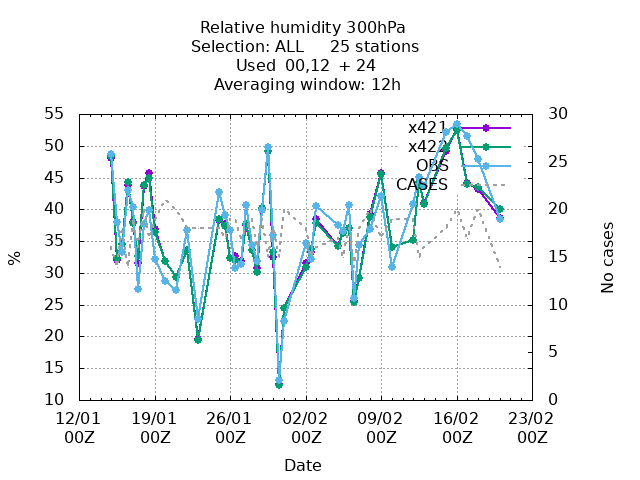 Relative humidity 300hPa
Selection: ALL 25 stations
Used 00,12 + 24
Averaging window: 12h
55
50
45
40
35
30
25
20
15
10
30
25
20
15
10
5
0
%
No cases
x421
x422
OBS
CASES
12/01 19/01 26/01 02/02 09/02 16/02 23/02
00Z 00Z 00Z 00Z 00Z 00Z 00Z
Date